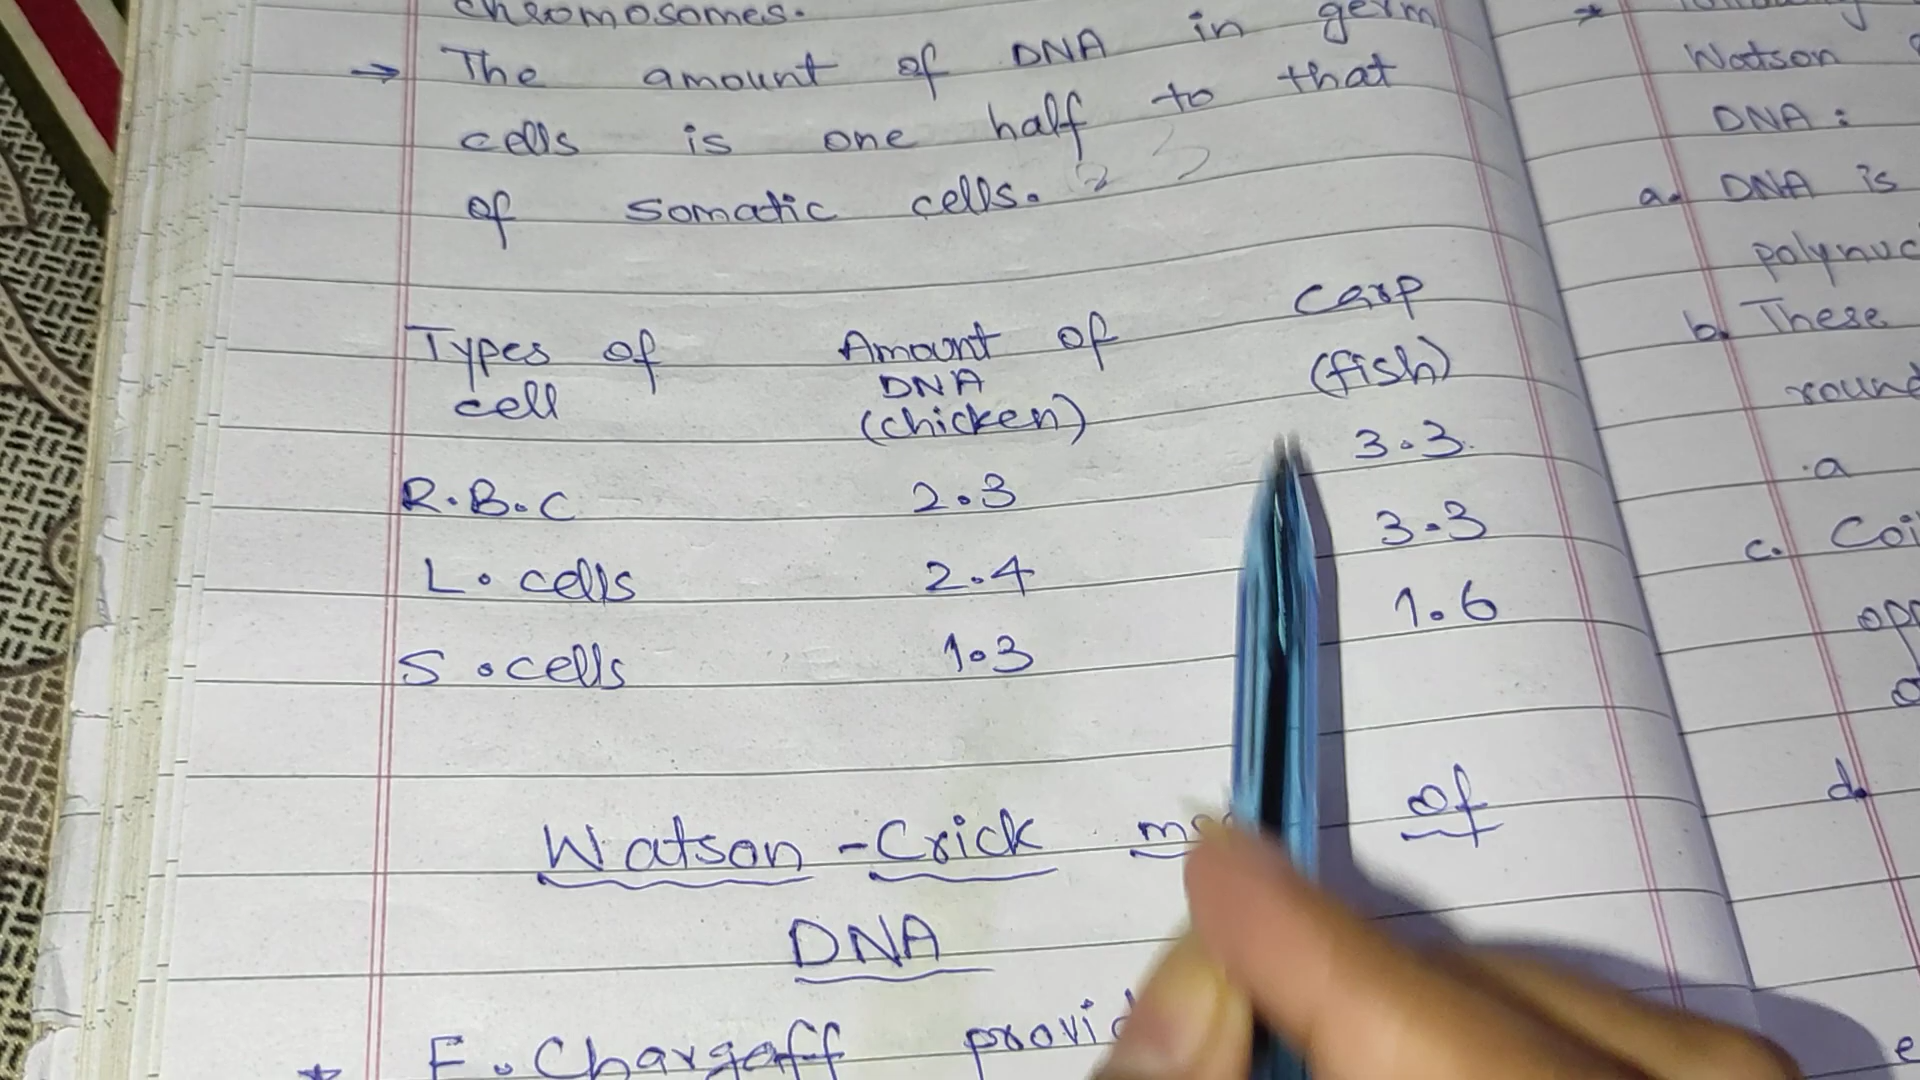 chromosomes.
→ The amount of DNA in germ
cells is one half to that
of somatic cells.
Types of cell
Amount of DNA (chicken)
Carp (fish)
R.B.C 2.3 3.3
L. cells 2.4 3.3
S. cells 1.3 1.6
Watson-Crick of
DNA
E. Chargaff
Watson
DNA:
a. DNA is
b. These
round
a
c.
d.
e